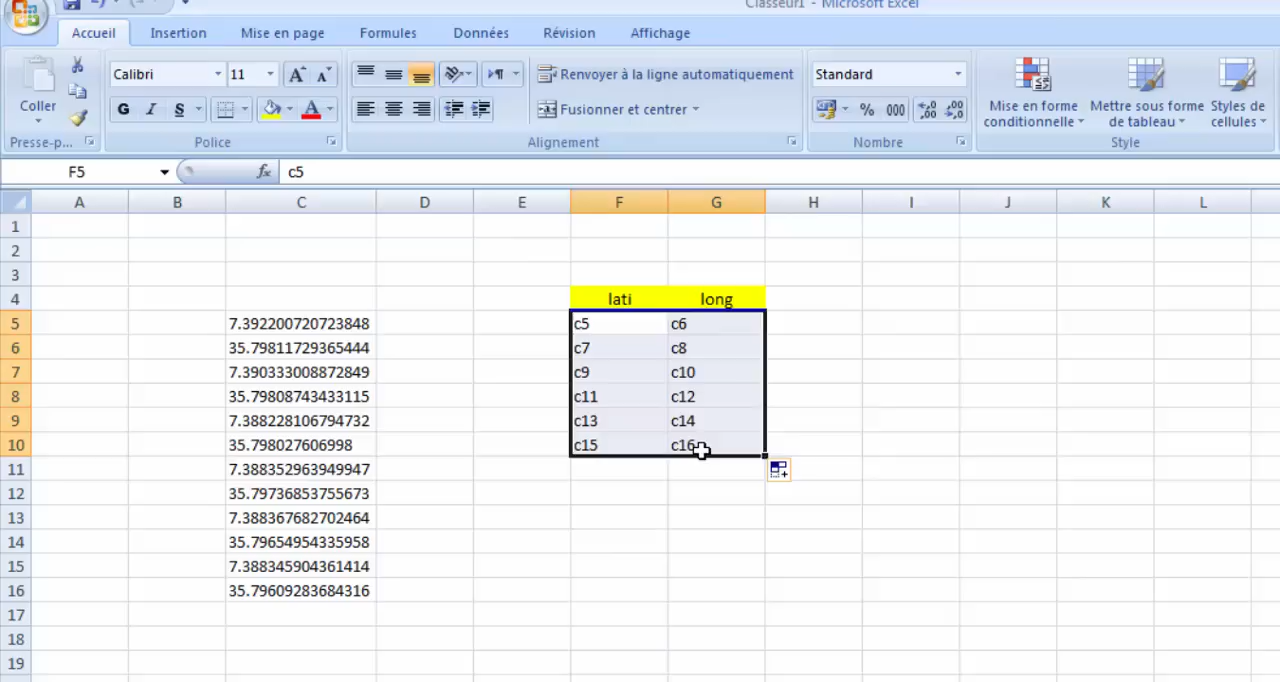 Classeur1 - Microsoft Excel
Accueil Insertion Mise en page Formules Données Révision Affichage
Calibri 11 Renvoyer à la ligne automatiquement Standard
Coller G I S A Fusionner et centrer % 000 Mise en forme conditionnelle Mettre sous forme de tableau Styles de cellules
Presse-p... Police Alignement Nombre Style
F5 fx c5
A B C D E F G H I J K L
1
2
3
4 lati long
5 7.392200720723848 c5 c6
6 35.79811729365444 c7 c8
7 7.390333008872849 c9 c10
8 35.79808743433115 c11 c12
9 7.388228106794732 c13 c14
10 35.798027606998 c15 c16
11 7.388352963949947
12 35.79736853755673
13 7.388367682702464
14 35.79654954335958
15 7.388345904361414
16 35.79609283684316
17
18
19